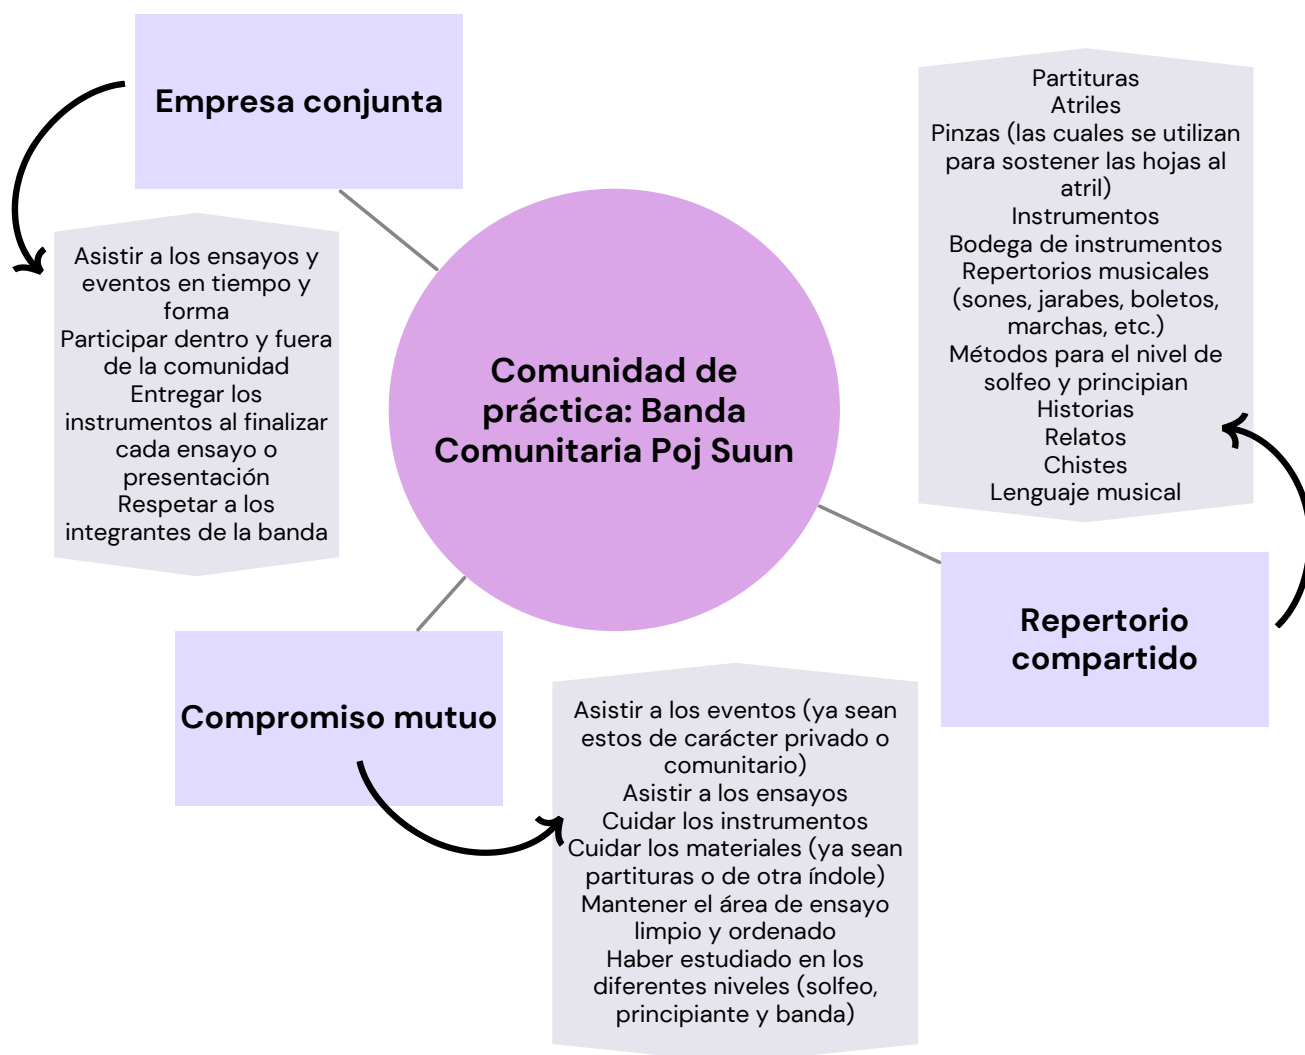 Empresa conjunta
Asistir a los ensayos y
eventos en tiempo y
forma
Participar dentro y fuera
de la comunidad
Entregar los
instrumentos al finalizar
cada ensayo o
presentación
Respetar a los
integrantes de la banda
Comunidad de
práctica: Banda
Comunitaria Poj Suun
Partituras
Atriles
Pinzas (las cuales se utilizan
para sostener las hojas al
atril)
Instrumentos
Bodega de instrumentos
Repertorios musicales
(sones, jarabes, boletos,
marchas, etc.)
Métodos para el nivel de
solfeo y principian
Historias
Relatos
Chistes
Lenguaje musical
Repertorio
compartido
Compromiso mutuo
Asistir a los eventos (ya sean
estos de carácter privado o
comunitario)
Asistir a los ensayos
Cuidar los instrumentos
Cuidar los materiales (ya sean
partituras o de otra índole)
Mantener el área de ensayo
limpio y ordenado
Haber estudiado en los
diferentes niveles (solfeo,
principiante y banda)